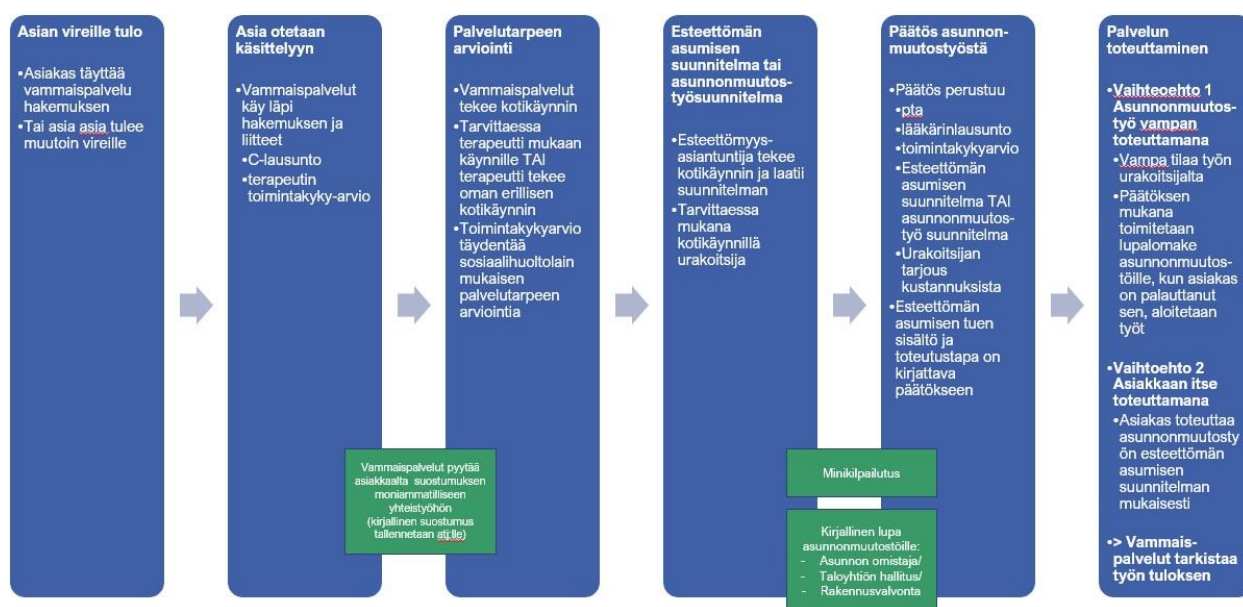 Asian vireille tulo
•Asiakas täyttää
vammaispalvelu
hakemuksen
•Tai asia asia tulee
muutoin vireille
Asia otetaan
käsittelyyn
•Vammaispalvelut
käy läpi
hakemuksen ja
liitteet
•C-lausunto
•terapeutin
toimintakyky-arvio
Vammaispalvelut pyytää
asiakkaalta suostumuksen
moniammatilliseen
yhteistyöhön
(kirjallinen suostumus
tallennetaan atj:lle)
Palvelutarpeen
arviointi
•Vammaispalvelut
tekee kotikäynnin
•Tarvittaessa
terapeutti mukaan
käynnille TAI
terapeutti tekee
oman erillisen
kotikäynnin
•Toimintakykyarvio
täydentää
sosiaalihuoltolain
mukaisen
palvelutarpeen
arviointia
Esteettömän
asumisen
suunnitelma tai
asunnonmuutos-
työsuunnitelma
•Esteettömyys-
asiantuntija tekee
kotikäynnin ja laatii
suunnitelman
•Tarvittaessa
mukana
kotikäynnillä
urakoitsija
Minikilpailutus
Kirjallinen lupa
asunnonmuutostöille:
- Asunnon omistaja/
- Taloyhtiön hallitus/
- Rakennusvalvonta
Päätös asunnon-
muutostyöstä
•Päätös perustuu
•pta
•lääkärinlausunto
•toimintakykyarvio
•Esteettömän
asumisen
suunnitelma TAI
asunnonmuutos-
työ suunnitelma
•Urakoitsijan
tarjous
kustannuksista
•Esteettömän
asumisen tuen
sisältö ja
toteutustapa on
kirjattava
päätökseen
Palvelun
toteuttaminen
•Vaihteoehto 1
Asunnonmuutos-
työ vampan
toteuttamana
•Vampa tilaa työn
urakoitsijalta
•Päätöksen
mukana
toimitetaan
lupalomake
asunnonmuutos-
töille, kun asiakas
on palauttanut
sen, aloitetaan
työt
•Vaihtoehto 2
Asiakkaan itse
toteuttamana
•Asiakas toteuttaa
asunnonmuutosty
ön esteettömän
asumisen
suunnitelman
mukaisesti
•> Vammais-
palvelut tarkistaa
työn tuloksen